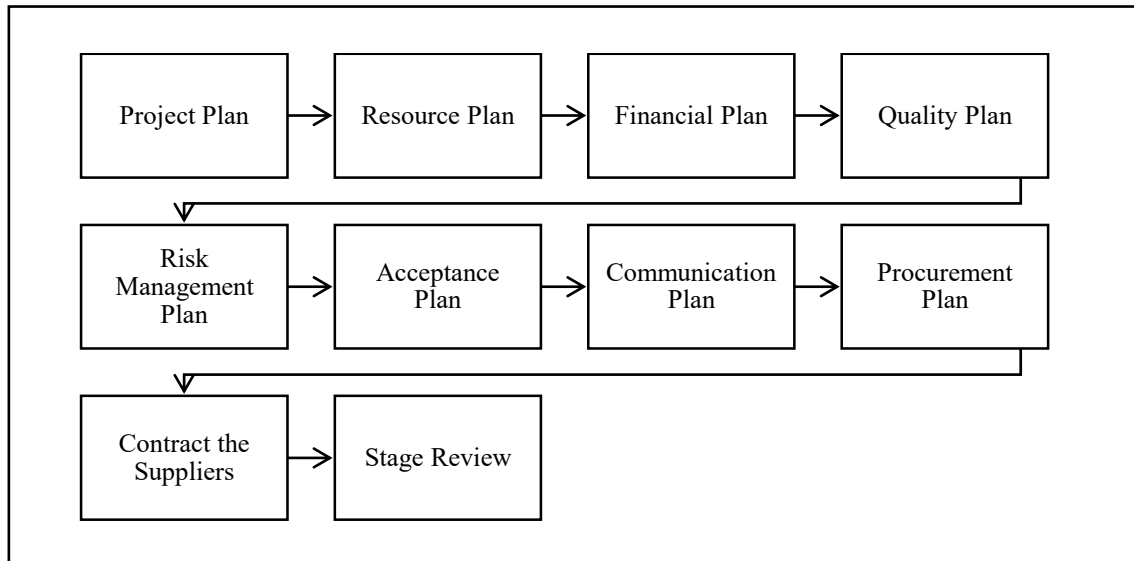 Project Plan
Resource Plan
Financial Plan
Quality Plan
Risk
Management
Plan
Acceptance
Plan
Communication
Plan
Procurement
Plan
Contract the
Suppliers
Stage Review